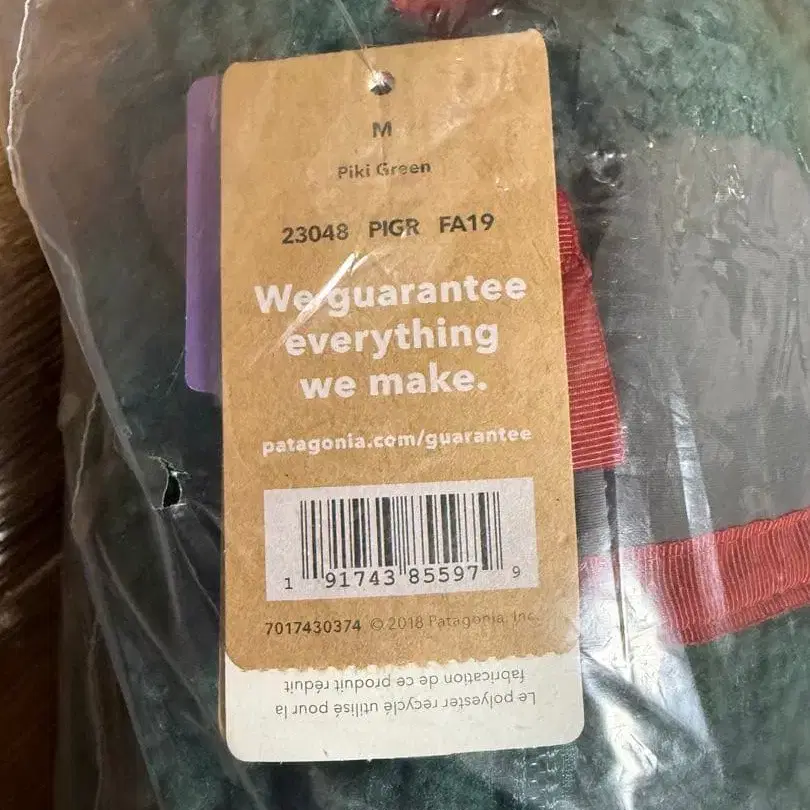 M
Piki Green
23048 PIGR FA19
We guarantee
everything
we make.
patagonia.com/guarantee
1 91743 85597 9
7017430374 © 2018 Patagonia, Inc.
Le polyester recyclé utilisé pour la
fabrication de ce produit réduit